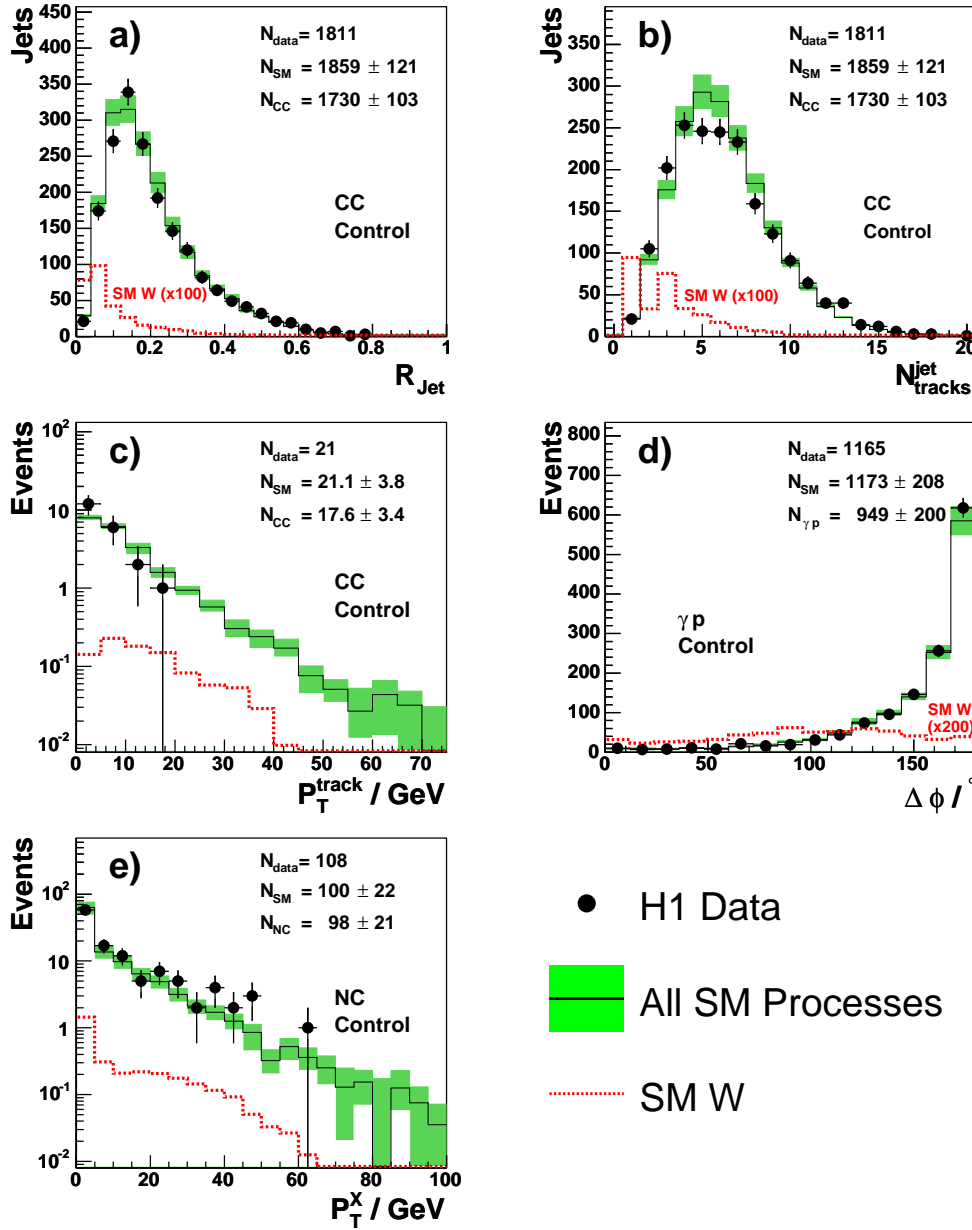 a)
N_data = 1811
N_SM = 1859 ± 121
N_CC = 1730 ± 103
CC
Control
SM W (x100)
Jets
450
400
350
300
250
200
150
100
50
0
0 0.2 0.4 0.6 0.8 1
R_Jet
b)
N_data = 1811
N_SM = 1859 ± 121
N_CC = 1730 ± 103
CC
Control
SM W (x100)
Jets
350
300
250
200
150
100
50
0
0 5 10 15 20
N_tracks^jet
c)
N_data = 21
N_SM = 21.1 ± 3.8
N_CC = 17.6 ± 3.4
CC
Control
Events
10^2
10
1
10^-1
10^-2
0 10 20 30 40 50 60 70
P_T^track / GeV
d)
N_data = 1165
N_SM = 1173 ± 208
N_γp = 949 ± 200
γ p
Control
SM W
(x200)
Events
800
700
600
500
400
300
200
100
0
0 50 100 150
Δ φ / °
e)
N_data = 108
N_SM = 100 ± 22
N_NC = 98 ± 21
NC
Control
Events
10^2
10
1
10^-1
10^-2
0 20 40 60 80 100
P_T^X / GeV
H1 Data
All SM Processes
SM W